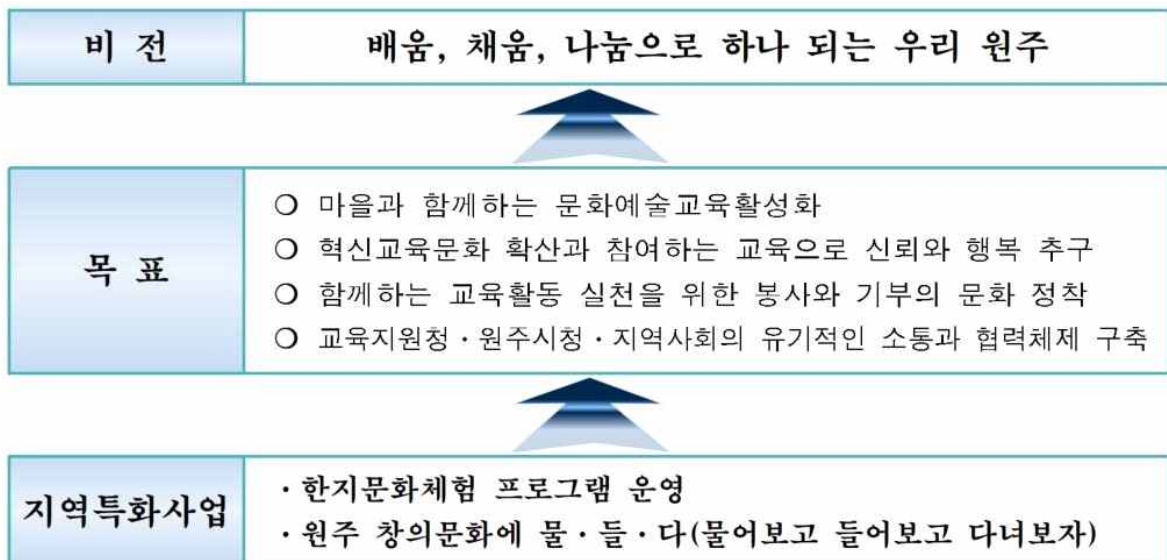 비 전
배움, 채움, 나눔으로 하나 되는 우리 원주
목 표
❍ 마을과 함께하는 문화예술교육활성화
❍ 혁신교육문화 확산과 참여하는 교육으로 신뢰와 행복 추구
❍ 함께하는 교육활동 실천을 위한 봉사와 기부의 문화 정착
❍ 교육지원청·원주시청·지역사회의 유기적인 소통과 협력체제 구축
지역특화사업
·한지문화체험 프로그램 운영
·원주 창의문화에 물·들·다(물어보고 들어보고 다녀보자)